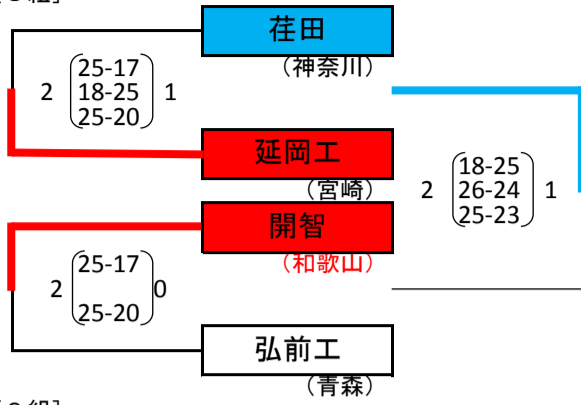 荏田
(神奈川)
2 25-17 1
18-25
25-20
延岡工
(宮崎)
2 18-25 1
26-24
25-23
開智
(和歌山)
2 25-17 0
25-20
弘前工
(青森)